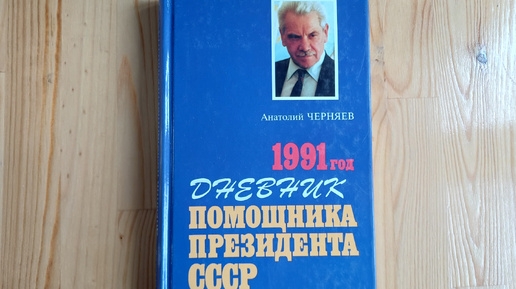 Анатолий ЧЕРНЯЕВ
1991 год
ДНЕВНИК
ПОМОЩНИКА
ПРЕЗИДЕНТА
СССР